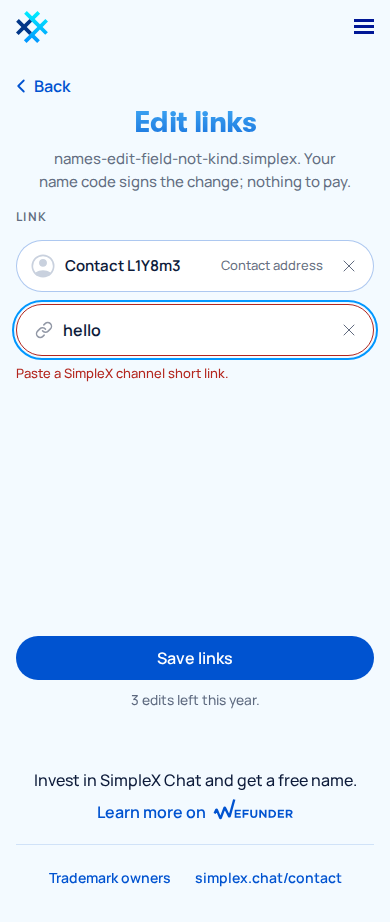 Back
Edit links
names-edit-field-not-kind.simplex. Your
name code signs the change; nothing to pay.
LINK
Contact L1Y8m3 Contact address
hello
Paste a SimpleX channel short link.
Save links
3 edits left this year.
Invest in SimpleX Chat and get a free name.
Learn more on WEFUNDER
Trademark owners simplex.chat/contact